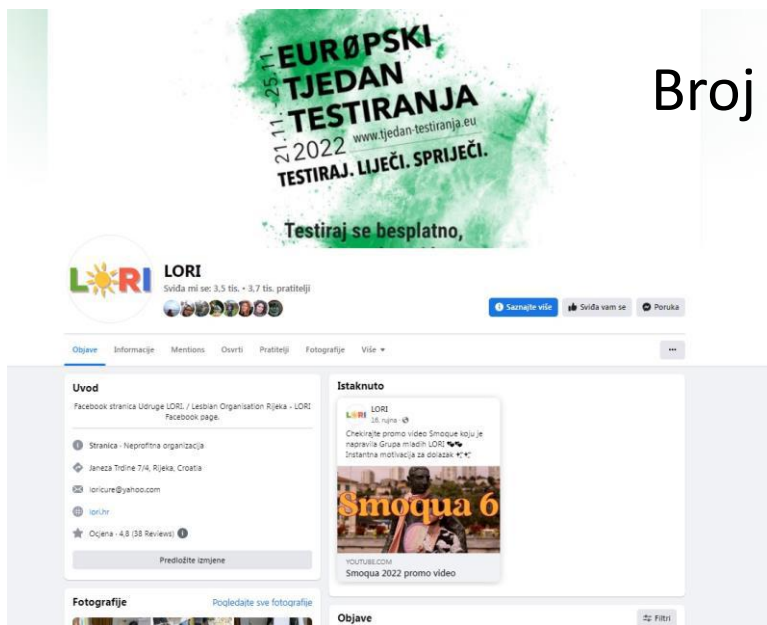 EURØPSKI
TJEDAN
TESTIRANJA
21.11. - 25.11.
2022 www.tjedan-testiranja.eu
TESTIRAJ. LIJEČI. SPRIJEČI.
Testiraj se besplatno,
Broj
LORI
LORI
Sviđa mi se: 3,5 tis. • 3,7 tis. pratitelji
Saznajte više
Sviđa vam se
Poruka
Objave Informacije Mentions Osvrti Pratitelji Fotografije Više
Uvod
Facebook stranica Udruge LORI. / Lesbian Organisation Rijeka - LORI
Facebook page.
Stranica · Neprofitna organizacija
Janeza Trdine 7/4, Rijeka, Croatia
loricure@yahoo.com
lori.hr
Ocjena · 4,8 (38 Reviews)
Predložite izmjene
Fotografije Pogledajte sve fotografije
Istaknuto
LORI
LORI
16. rujna ·
Chekirajte promo video Smoque koju je
napravila Grupa mladih LORI
Instantna motivacija za dolazak
Smoqua 6
YOUTUBE.COM
Smoqua 2022 promo video
Objave
Filtri